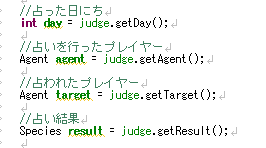 //占った日にち
int day = judge.getDay();
//占いを行ったプレイヤー
Agent agent = judge.getAgent();
//占われたプレイヤー
Agent target = judge.getTarget();
//占い結果
Species result = judge.getResult();